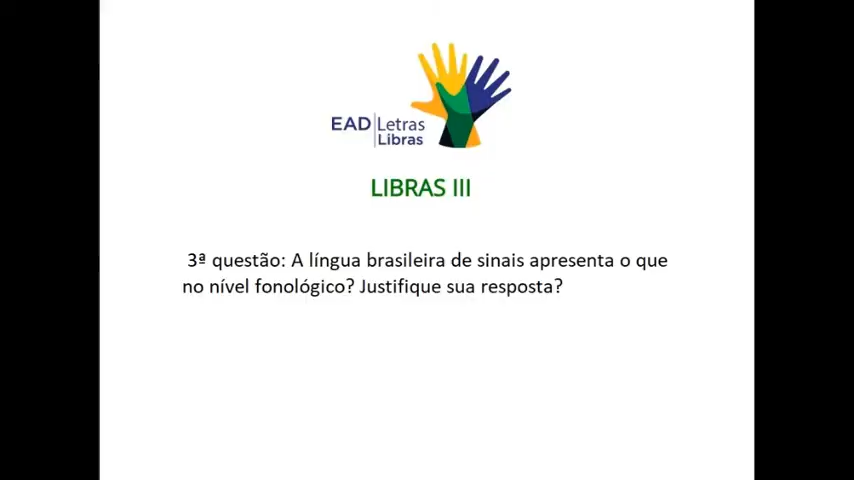 EAD Letras
Libras
LIBRAS III
3ª questão: A língua brasileira de sinais apresenta o que
no nível fonológico? Justifique sua resposta?